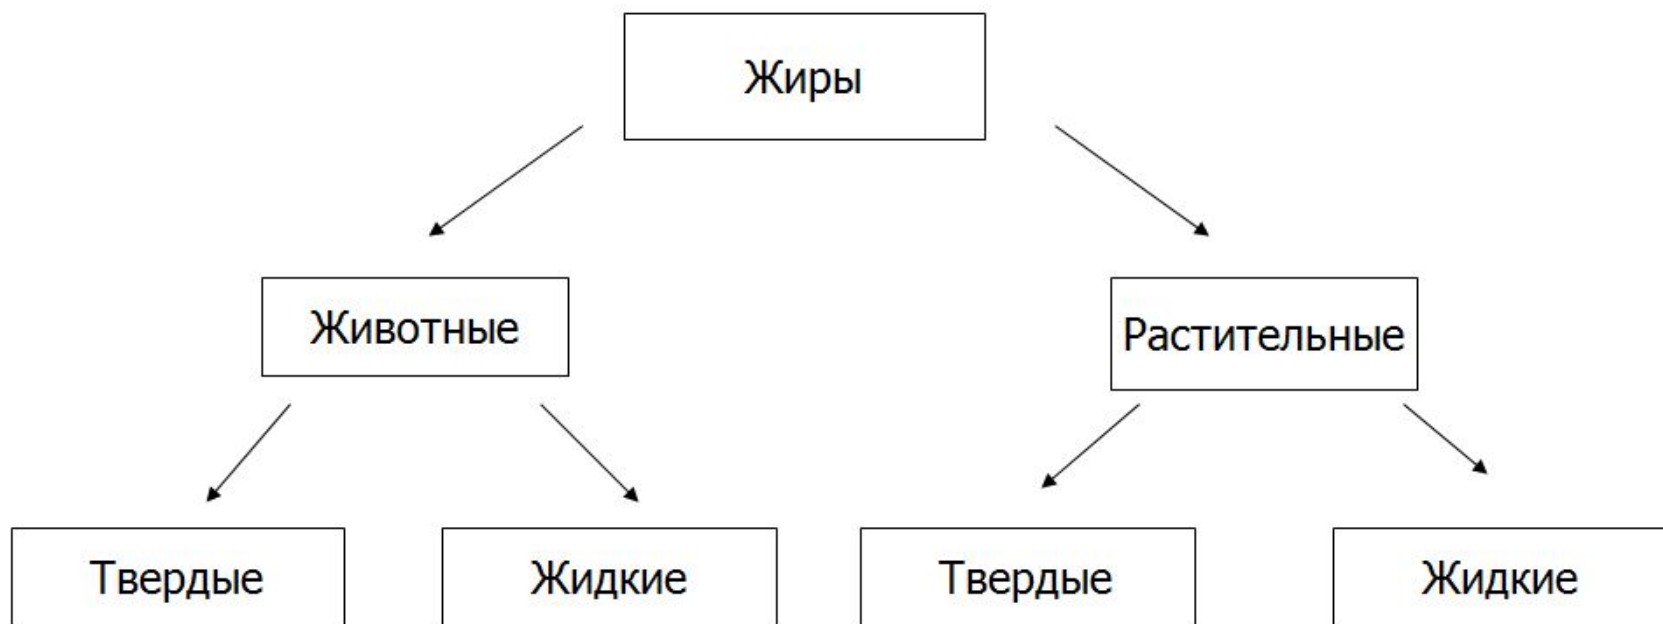 Жиры
Животные
Растительные
Твердые
Жидкие
Твердые
Жидкие